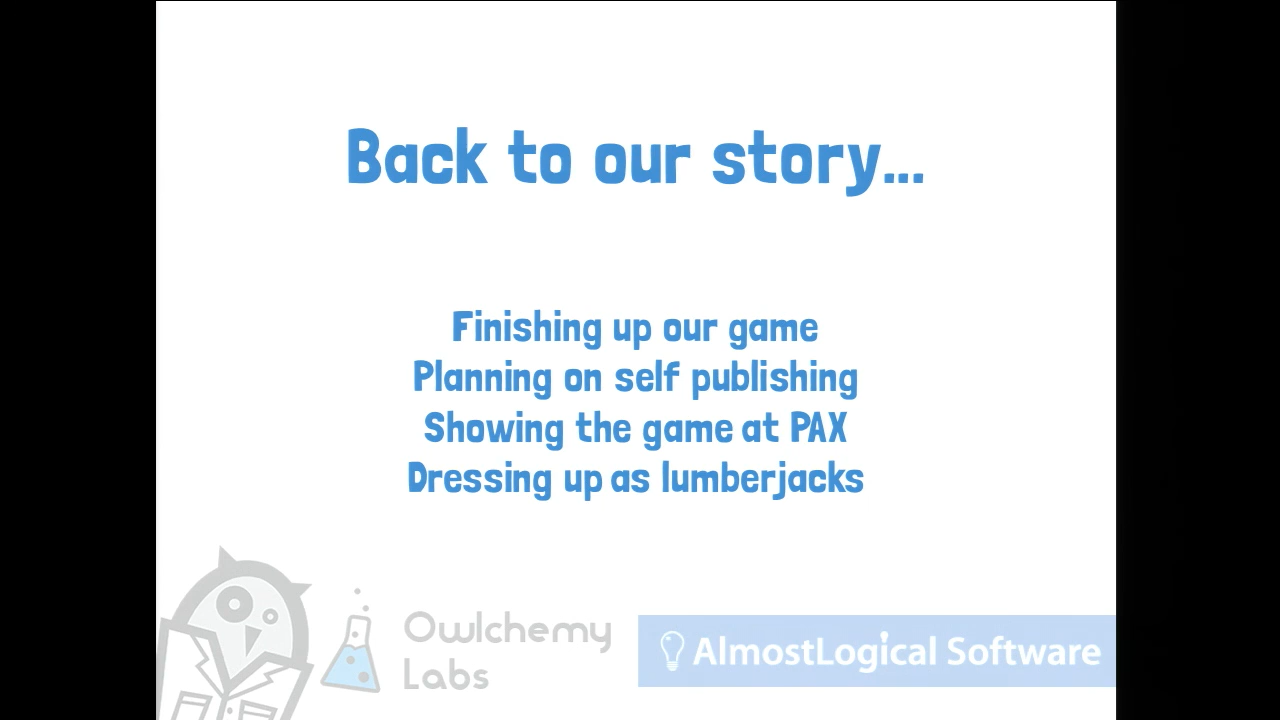 Back to our story...
Finishing up our game
Planning on self publishing
Showing the game at PAX
Dressing up as lumberjacks
Owlchemy
Labs
AlmostLogical Software